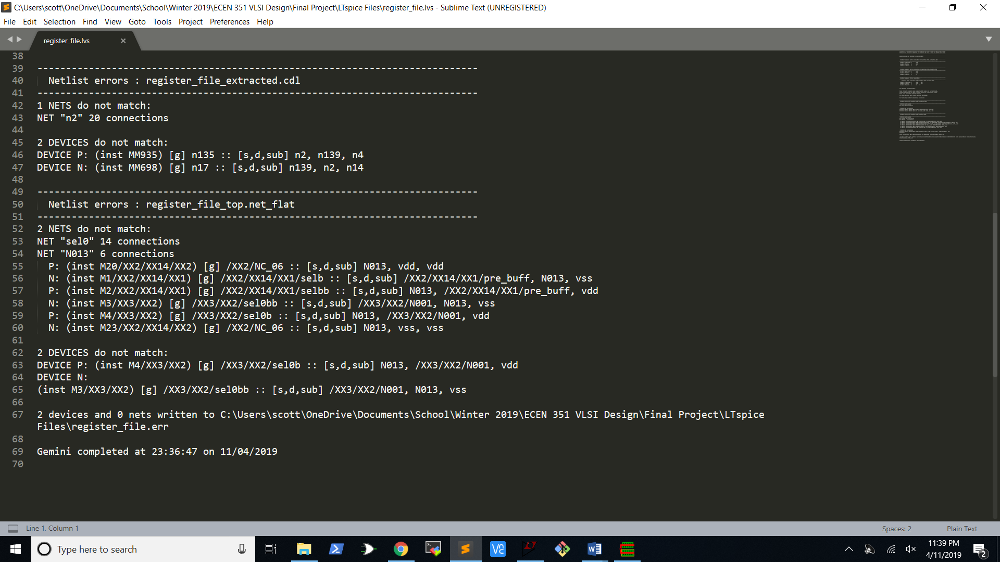 C:\Users\scott\OneDrive\Documents\School\Winter 2019\ECEN 351 VLSI Design\Final Project\LTspice Files\register_file.lvs - Sublime Text (UNREGISTERED)
File Edit Selection Find View Goto Tools Project Preferences Help
register_file.lvs
38
39 ------------------------------------------------------------------------------
40 Netlist errors : register_file_extracted.cdl
41 ------------------------------------------------------------------------------
42 1 NETS do not match:
43 NET "n2" 20 connections
44
45 2 DEVICES do not match:
46 DEVICE P: (inst MM935) [g] n135 :: [s,d,sub] n2, n139, n4
47 DEVICE N: (inst MM698) [g] n17 :: [s,d,sub] n139, n2, n14
48
49 ------------------------------------------------------------------------------
50 Netlist errors : register_file_top.net_flat
51 ------------------------------------------------------------------------------
52 2 NETS do not match:
53 NET "sel0" 14 connections
54 NET "N013" 6 connections
55 P: (inst M20/XX2/XX14/XX2) [g] /XX2/NC_06 :: [s,d,sub] N013, vdd, vdd
56 N: (inst M1/XX2/XX14/XX1) [g] /XX2/XX14/XX1/selb :: [s,d,sub] /XX2/XX14/XX1/pre_buff, N013, vss
57 P: (inst M2/XX2/XX14/XX1) [g] /XX2/XX14/XX1/selbb :: [s,d,sub] N013, /XX2/XX14/XX1/pre_buff, vdd
58 N: (inst M3/XX3/XX2) [g] /XX3/XX2/sel0bb :: [s,d,sub] /XX3/XX2/N001, N013, vss
59 P: (inst M4/XX3/XX2) [g] /XX3/XX2/sel0b :: [s,d,sub] N013, /XX3/XX2/N001, vdd
60 N: (inst M23/XX2/XX14/XX2) [g] /XX2/NC_06 :: [s,d,sub] N013, vss, vss
61
62 2 DEVICES do not match:
63 DEVICE P: (inst M4/XX3/XX2) [g] /XX3/XX2/sel0b :: [s,d,sub] N013, /XX3/XX2/N001, vdd
64 DEVICE N:
65 (inst M3/XX3/XX2) [g] /XX3/XX2/sel0bb :: [s,d,sub] /XX3/XX2/N001, N013, vss
66
67 2 devices and 0 nets written to C:\Users\scott\OneDrive\Documents\School\Winter 2019\ECEN 351 VLSI Design\Final Project\LTspice
Files\register_file.err
68
69 Gemini completed at 23:36:47 on 11/04/2019
70
Line 1, Column 1
Spaces: 2
Plain Text
Type here to search
11:39 PM
4/11/2019
2